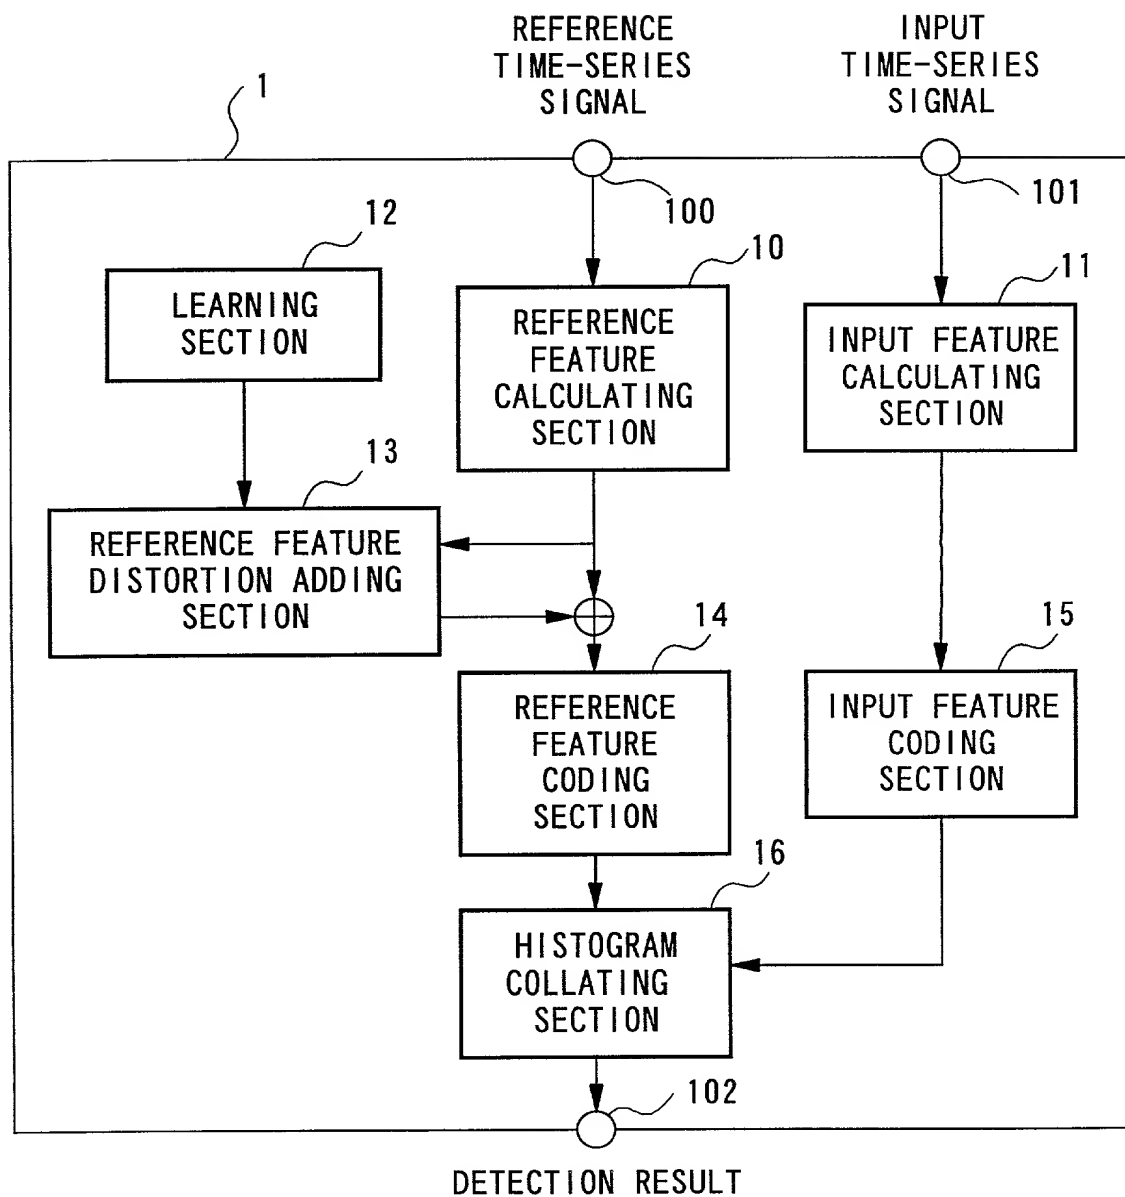 REFERENCE
TIME-SERIES
SIGNAL
INPUT
TIME-SERIES
SIGNAL
1
100
101
12
LEARNING
SECTION
10
REFERENCE
FEATURE
CALCULATING
SECTION
11
INPUT FEATURE
CALCULATING
SECTION
13
REFERENCE FEATURE
DISTORTION ADDING
SECTION
14
REFERENCE
FEATURE
CODING
SECTION
15
INPUT FEATURE
CODING
SECTION
16
HISTOGRAM
COLLATING
SECTION
102
DETECTION RESULT